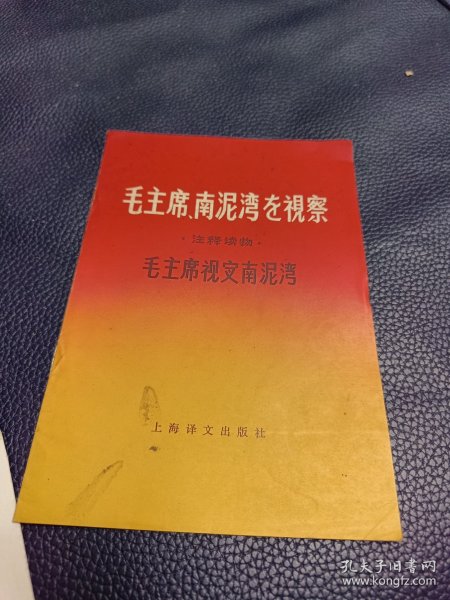 毛主席、南泥湾を視察
·注释读物·
毛主席视察南泥湾
上海译文出版社
孔夫子旧书网
www.kongfz.com